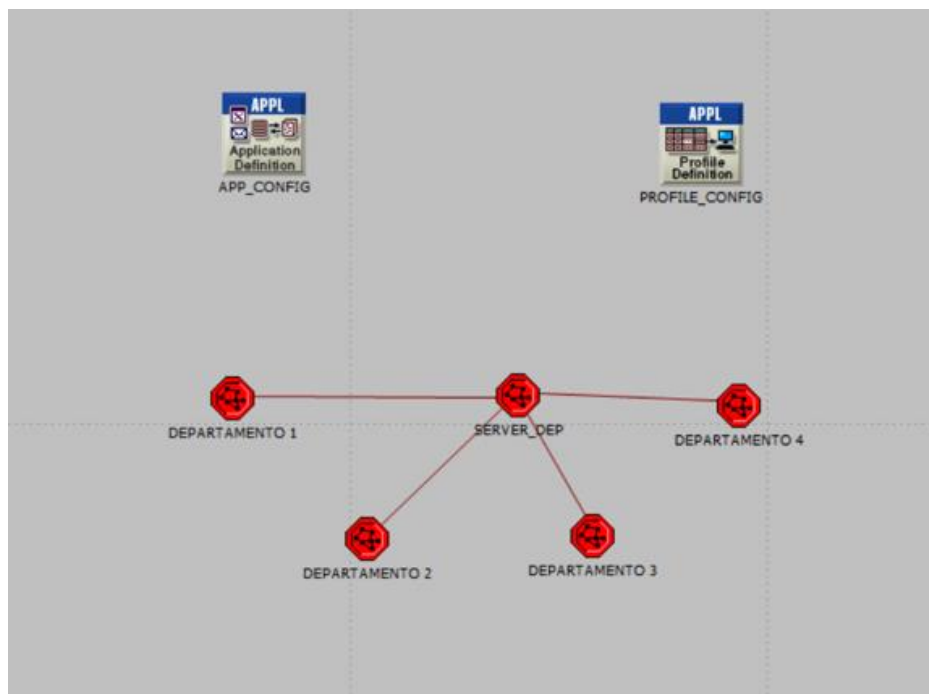 APPL
Application
Definition
APP_CONFIG
APPL
Profile
Definition
PROFILE_CONFIG
DEPARTAMENTO 1
SERVER_DEP
DEPARTAMENTO 4
DEPARTAMENTO 2
DEPARTAMENTO 3